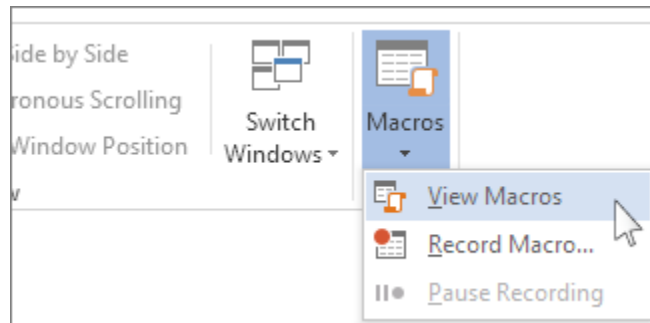 ide by Side
ronous Scrolling
Window Position
Switch
Windows
Macros
View Macros
Record Macro...
Pause Recording